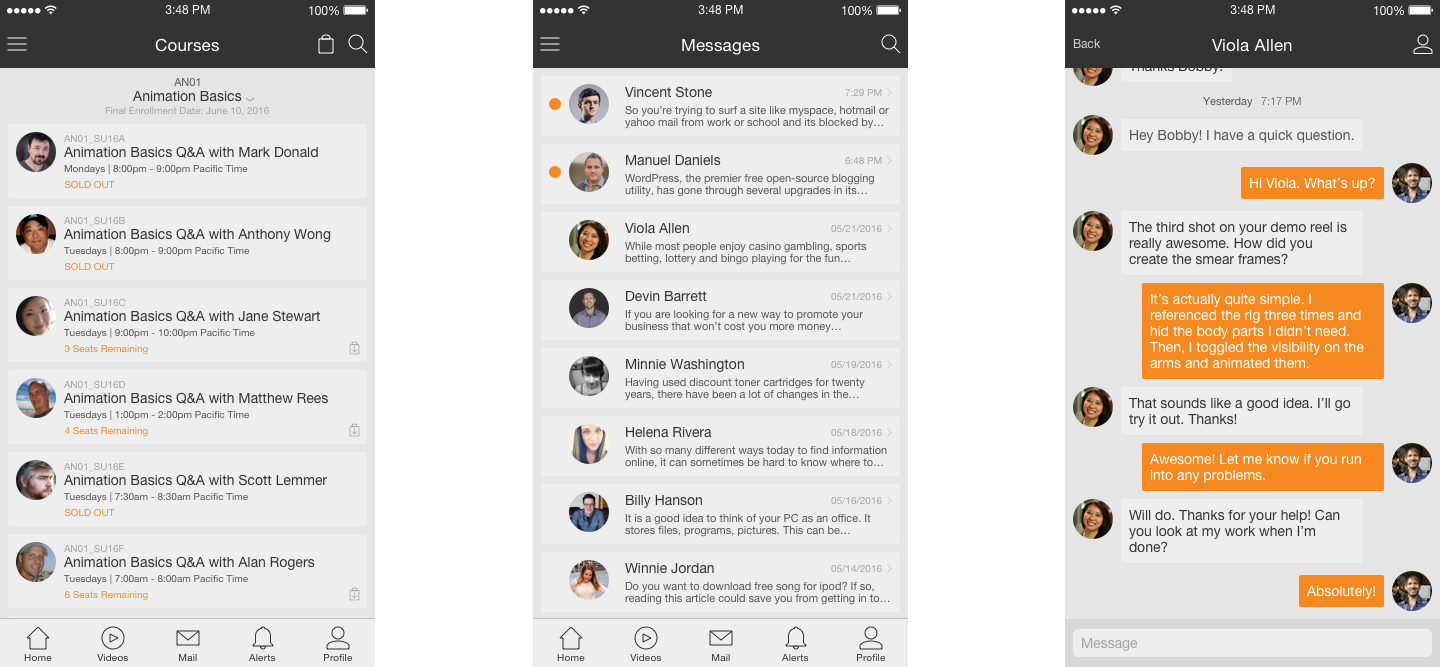 3:48 PM
100%
Courses
AN01
Animation Basics
Final Enrollment Date: June 10, 2016
AN01_SU16A
Animation Basics Q&A with Mark Donald
Mondays | 8:00pm - 9:00pm Pacific Time
SOLD OUT
AN01_SU16B
Animation Basics Q&A with Anthony Wong
Tuesdays | 8:00pm - 9:00pm Pacific Time
SOLD OUT
AN01_SU16C
Animation Basics Q&A with Jane Stewart
Tuesdays | 9:00pm - 10:00pm Pacific Time
3 Seats Remaining
AN01_SU16D
Animation Basics Q&A with Matthew Rees
Tuesdays | 1:00pm - 2:00pm Pacific Time
4 Seats Remaining
AN01_SU16E
Animation Basics Q&A with Scott Lemmer
Tuesdays | 7:30am - 8:30am Pacific Time
SOLD OUT
AN01_SU16F
Animation Basics Q&A with Alan Rogers
Tuesdays | 7:00am - 8:00am Pacific Time
6 Seats Remaining
Home Videos Mail Alerts Profile
3:48 PM
100%
Messages
Vincent Stone 7:29 PM
So you're trying to surf a site like myspace, hotmail or
yahoo mail from work or school and its blocked by…
Manuel Daniels 6:48 PM
WordPress, the premier free open-source blogging
utility, has gone through several upgrades in its…
Viola Allen 05/21/2016
While most people enjoy casino gambling, sports
betting, lottery and bingo playing for the fun…
Devin Barrett 05/21/2016
If you are looking for a new way to promote your
business that won't cost you more money…
Minnie Washington 05/19/2016
Having used discount toner cartridges for twenty
years, there have been a lot of changes in the…
Helena Rivera 05/18/2016
With so many different ways today to find information
online, it can sometimes be hard to know where to…
Billy Hanson 05/16/2016
It is a good idea to think of your PC as an office. It
stores files, programs, pictures. This can be…
Winnie Jordan 05/14/2016
Do you want to download free song for ipod? If so,
reading this article could save you from getting in to…
Home Videos Mail Alerts Profile
3:48 PM
100%
Back
Viola Allen
Thanks Bobby!
Yesterday 7:17 PM
Hey Bobby! I have a quick question.
Hi Viola. What's up?
The third shot on your demo reel is
really awesome. How did you
create the smear frames?
It's actually quite simple. I
referenced the rig three times and
hid the body parts I didn't need.
Then, I toggled the visibility on the
arms and animated them.
That sounds like a good idea. I'll go
try it out. Thanks!
Awesome! Let me know if you run
into any problems.
Will do. Thanks for your help! Can
you look at my work when I'm
done?
Absolutely!
Message